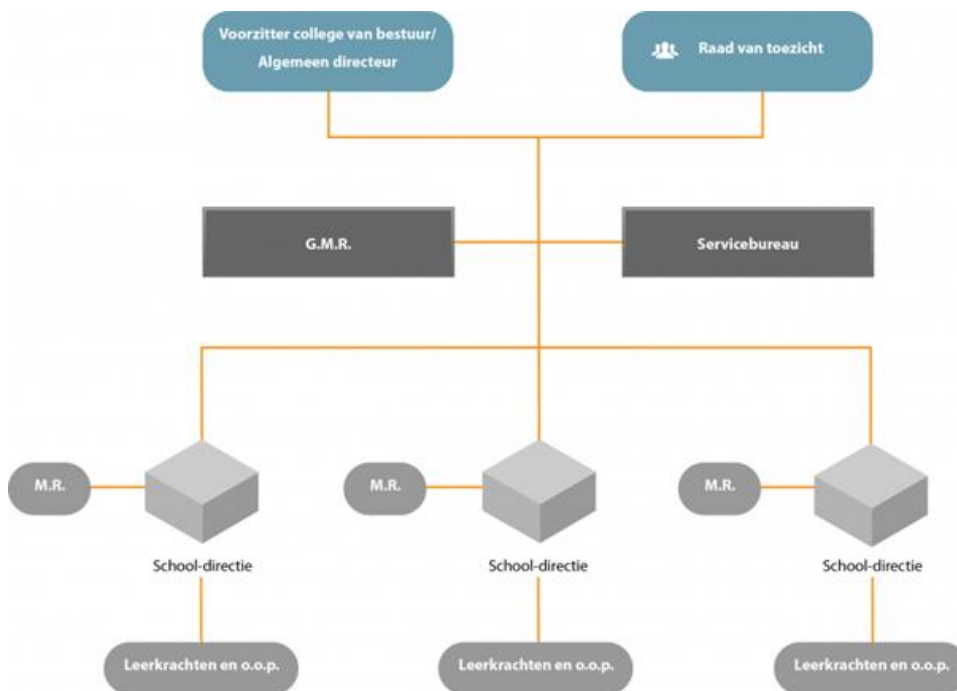 Voorzitter college van bestuur/
Algemeen directeur
Raad van toezicht
G.M.R.
Servicebureau
M.R.
M.R.
M.R.
School-directie
School-directie
School-directie
Leerkrachten en o.o.p.
Leerkrachten en o.o.p.
Leerkrachten en o.o.p.